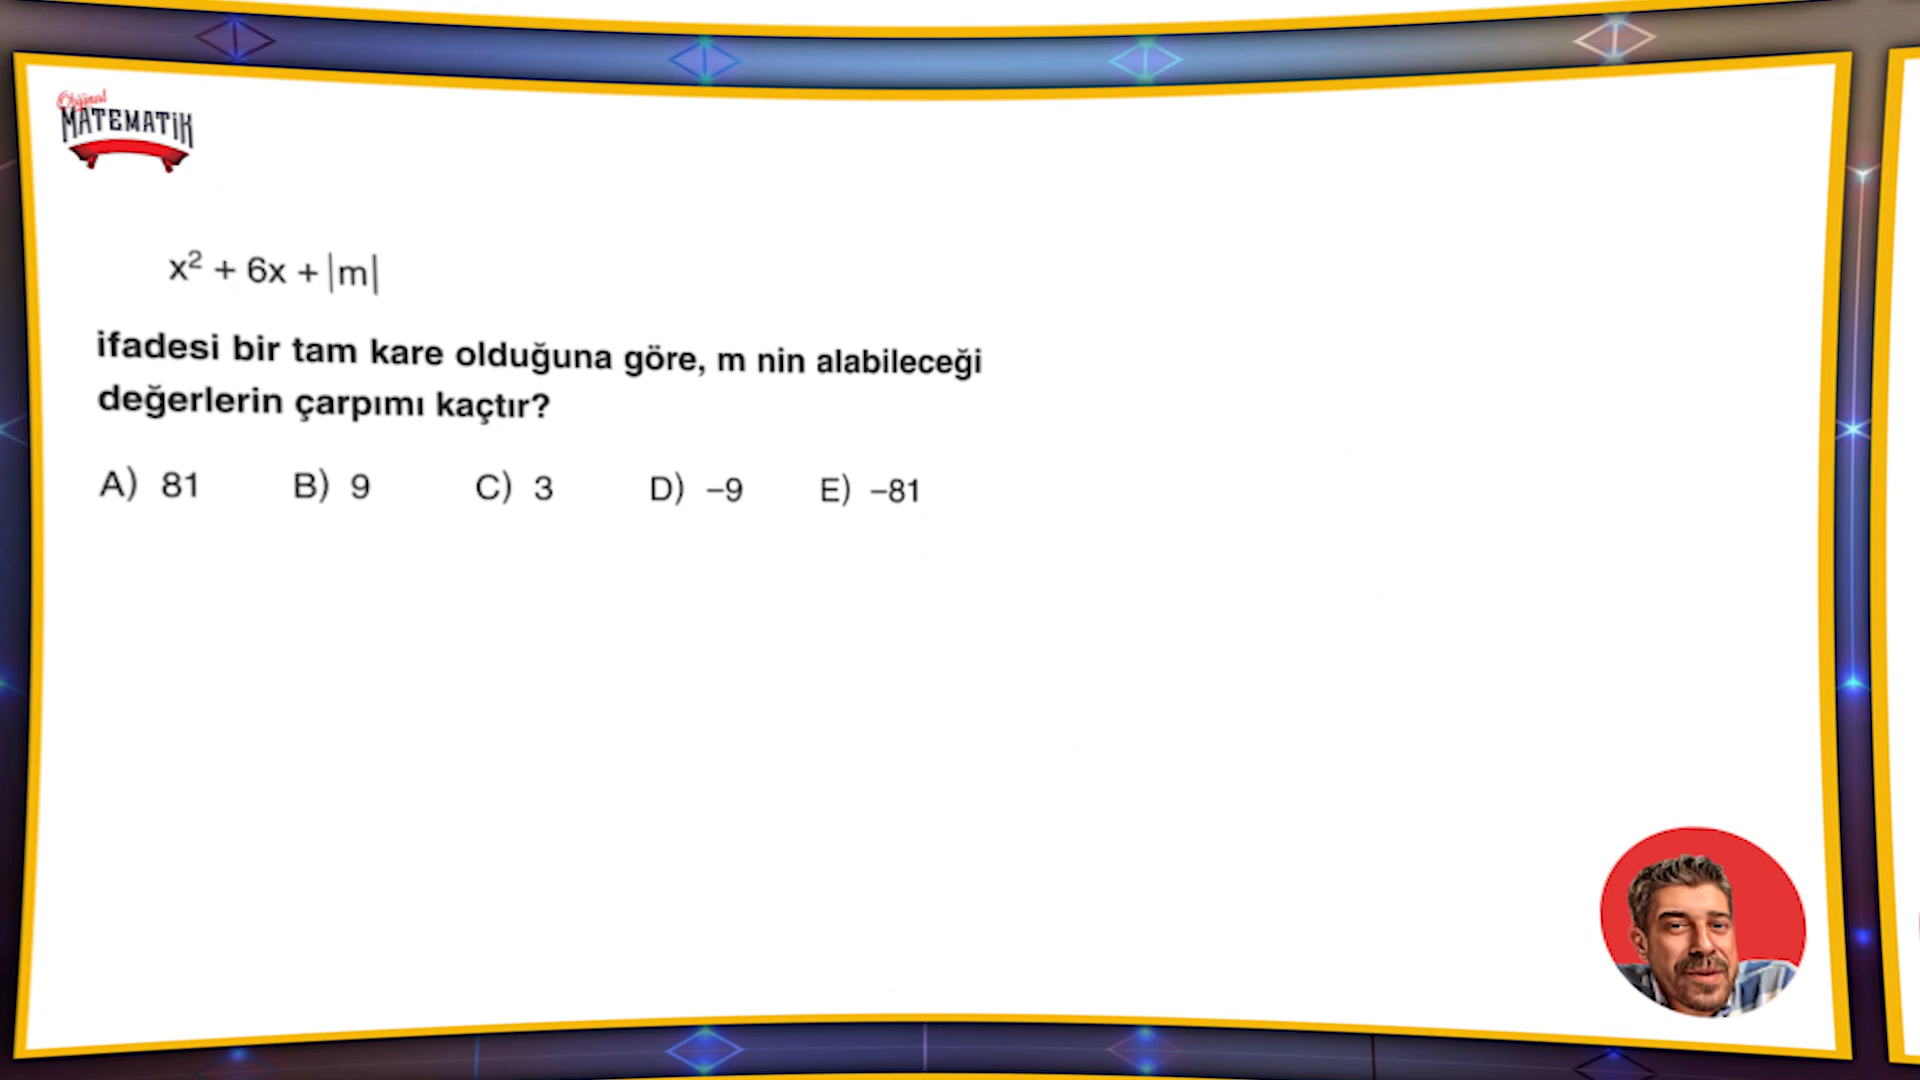 Orijinal
MATEMATİK
x² + 6x + |m|
ifadesi bir tam kare olduğuna göre, m nin alabileceği
değerlerin çarpımı kaçtır?
A) 81 B) 9 C) 3 D) –9 E) –81